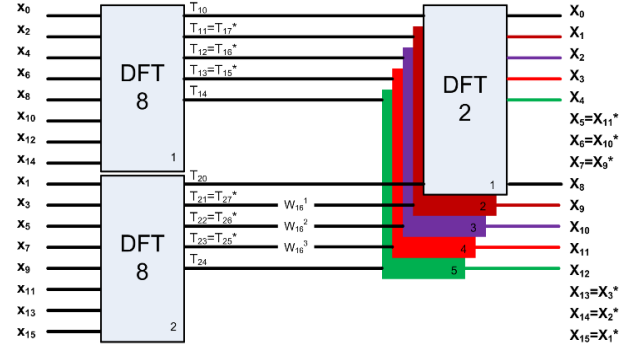 x0
x2
x4
x6
x8
x10
x12
x14
x1
x3
x5
x7
x9
x11
x13
x15
DFT
8
1
DFT
8
2
T10
T11=T17*
T12=T16*
T13=T15*
T14
T20
T21=T27*
T22=T26*
T23=T25*
T24
W16^1
W16^2
W16^3
DFT
2
1
2
3
4
5
X0
X1
X2
X3
X4
X5=X11*
X6=X10*
X7=X9*
X8
X9
X10
X11
X12
X13=X3*
X14=X2*
X15=X1*